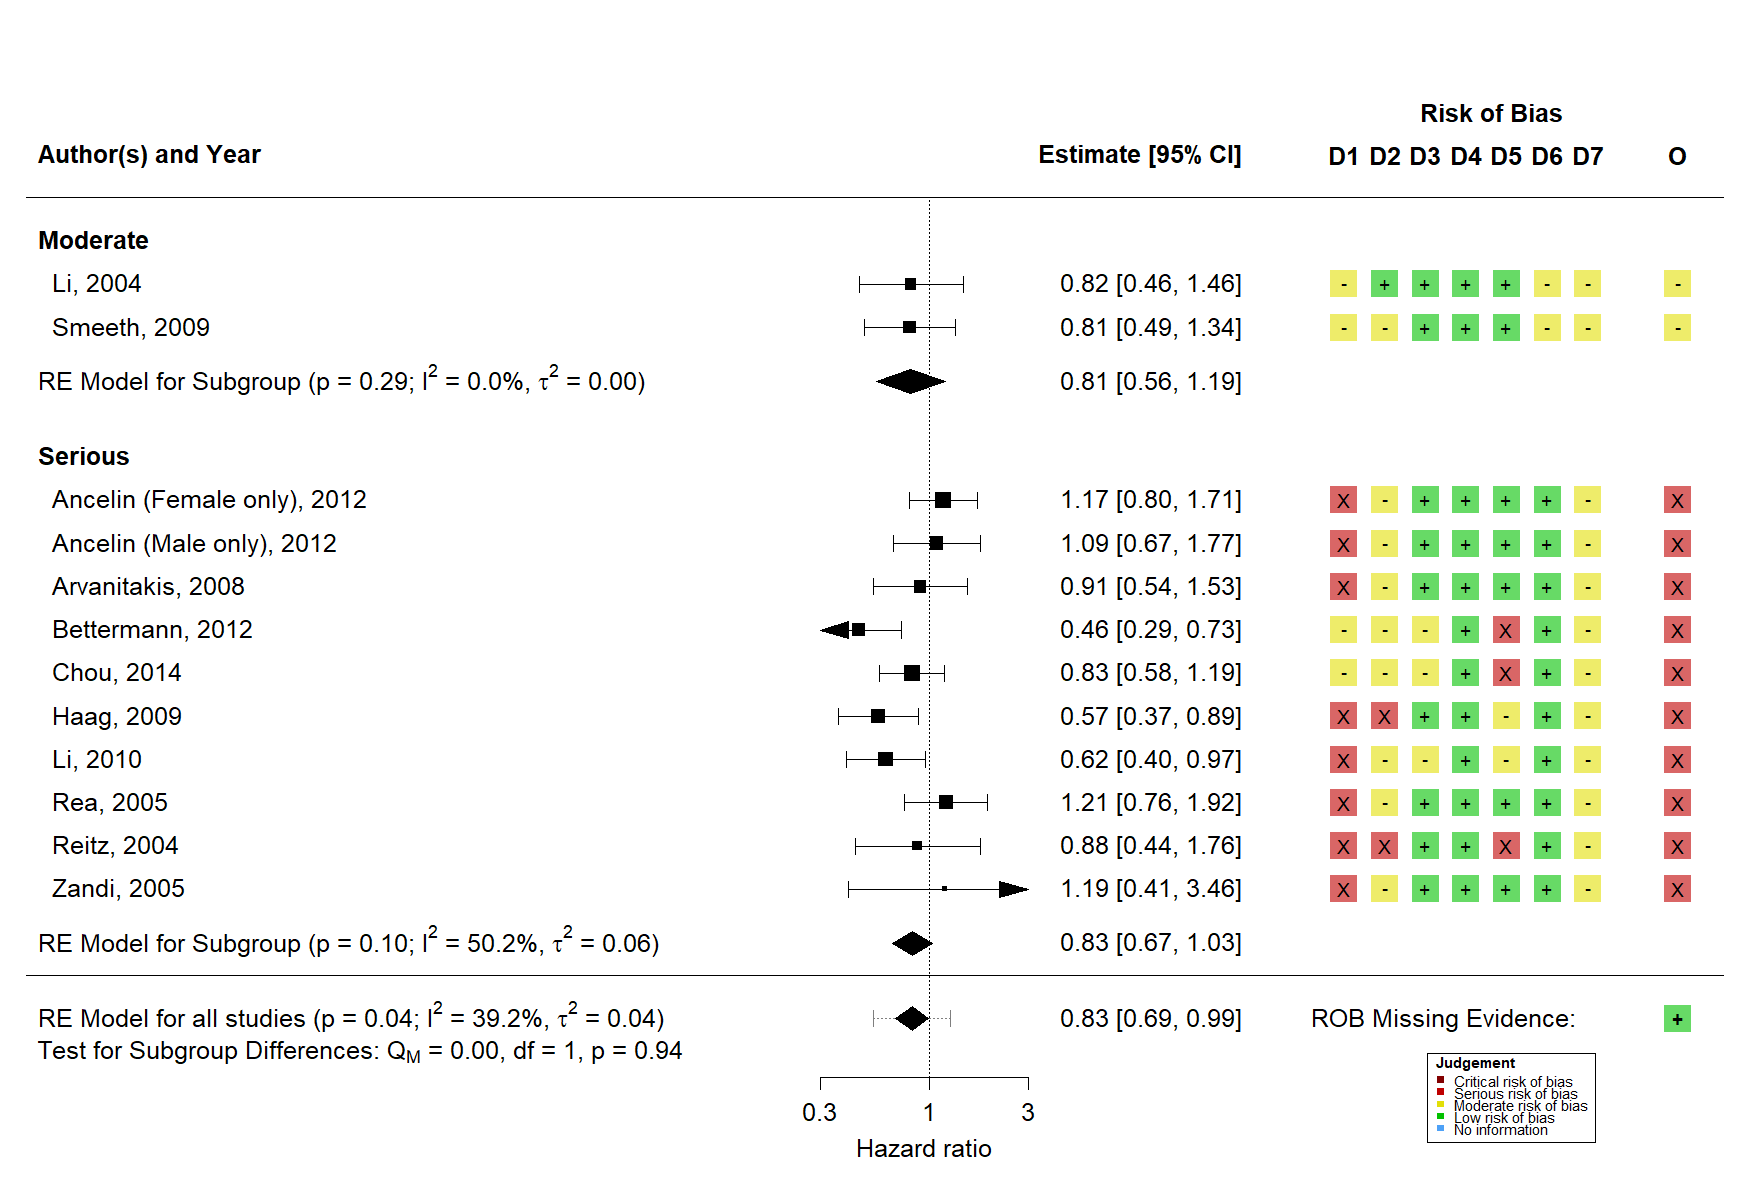 Risk of Bias
Author(s) and Year Estimate [95% CI] D1 D2 D3 D4 D5 D6 D7 O
Moderate
Li, 2004 0.82 [0.46, 1.46] - + + + + - - -
Smeeth, 2009 0.81 [0.49, 1.34] - - + + + - - -
RE Model for Subgroup (p = 0.29; I² = 0.0%, τ² = 0.00) 0.81 [0.56, 1.19]
Serious
Ancelin (Female only), 2012 1.17 [0.80, 1.71] X - + + + + - X
Ancelin (Male only), 2012 1.09 [0.67, 1.77] X - + + + + - X
Arvanitakis, 2008 0.91 [0.54, 1.53] X - + + + + - X
Bettermann, 2012 0.46 [0.29, 0.73] - - - + X + - X
Chou, 2014 0.83 [0.58, 1.19] - - - + X + - X
Haag, 2009 0.57 [0.37, 0.89] X X + + - + - X
Li, 2010 0.62 [0.40, 0.97] X - - + - + - X
Rea, 2005 1.21 [0.76, 1.92] X - + + + + - X
Reitz, 2004 0.88 [0.44, 1.76] X X + + X + - X
Zandi, 2005 1.19 [0.41, 3.46] X - + + + + - X
RE Model for Subgroup (p = 0.10; I² = 50.2%, τ² = 0.06) 0.83 [0.67, 1.03]
RE Model for all studies (p = 0.04; I² = 39.2%, τ² = 0.04) 0.83 [0.69, 0.99] ROB Missing Evidence: +
Test for Subgroup Differences: Q_M = 0.00, df = 1, p = 0.94
Judgement
Critical risk of bias
Serious risk of bias
Moderate risk of bias
Low risk of bias
No information
0.3 1 3
Hazard ratio